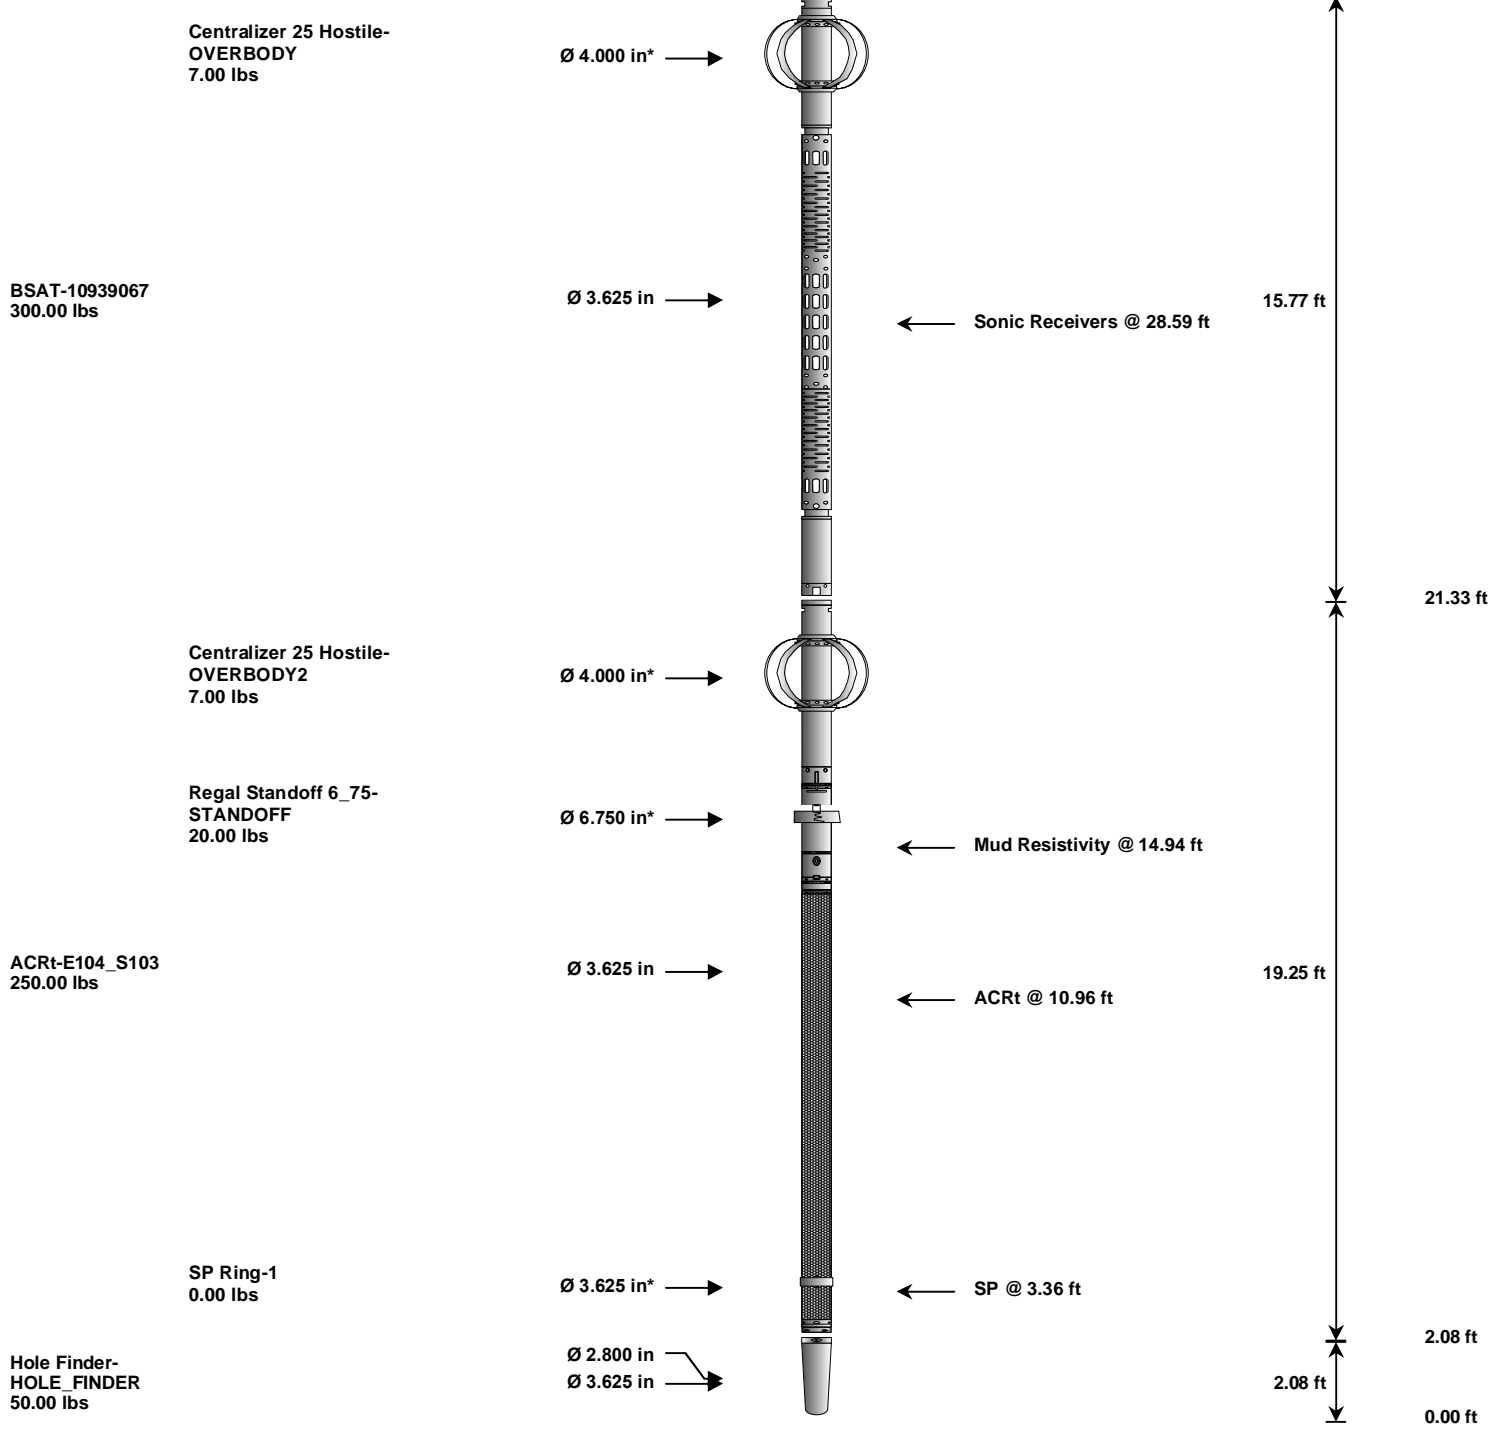 Centralizer 25 Hostile-
OVERBODY
7.00 lbs
Ø 4.000 in*
BSAT-10939067
300.00 lbs
Ø 3.625 in
Sonic Receivers @ 28.59 ft
15.77 ft
21.33 ft
Centralizer 25 Hostile-
OVERBODY2
7.00 lbs
Ø 4.000 in*
Regal Standoff 6_75-
STANDOFF
20.00 lbs
Ø 6.750 in*
Mud Resistivity @ 14.94 ft
ACRt-E104_S103
250.00 lbs
Ø 3.625 in
ACRt @ 10.96 ft
19.25 ft
SP Ring-1
0.00 lbs
Ø 3.625 in*
SP @ 3.36 ft
2.08 ft
Hole Finder-
HOLE_FINDER
50.00 lbs
Ø 2.800 in
Ø 3.625 in
2.08 ft
0.00 ft